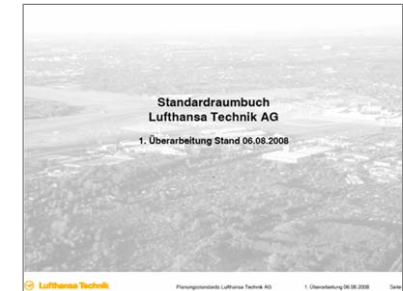 Standardraumbuch
Lufthansa Technik AG
1. Überarbeitung Stand 06.08.2008
Lufthansa Technik
Planungsstandards Lufthansa Technik AG
1. Überarbeitung 06.08.2008
Seite